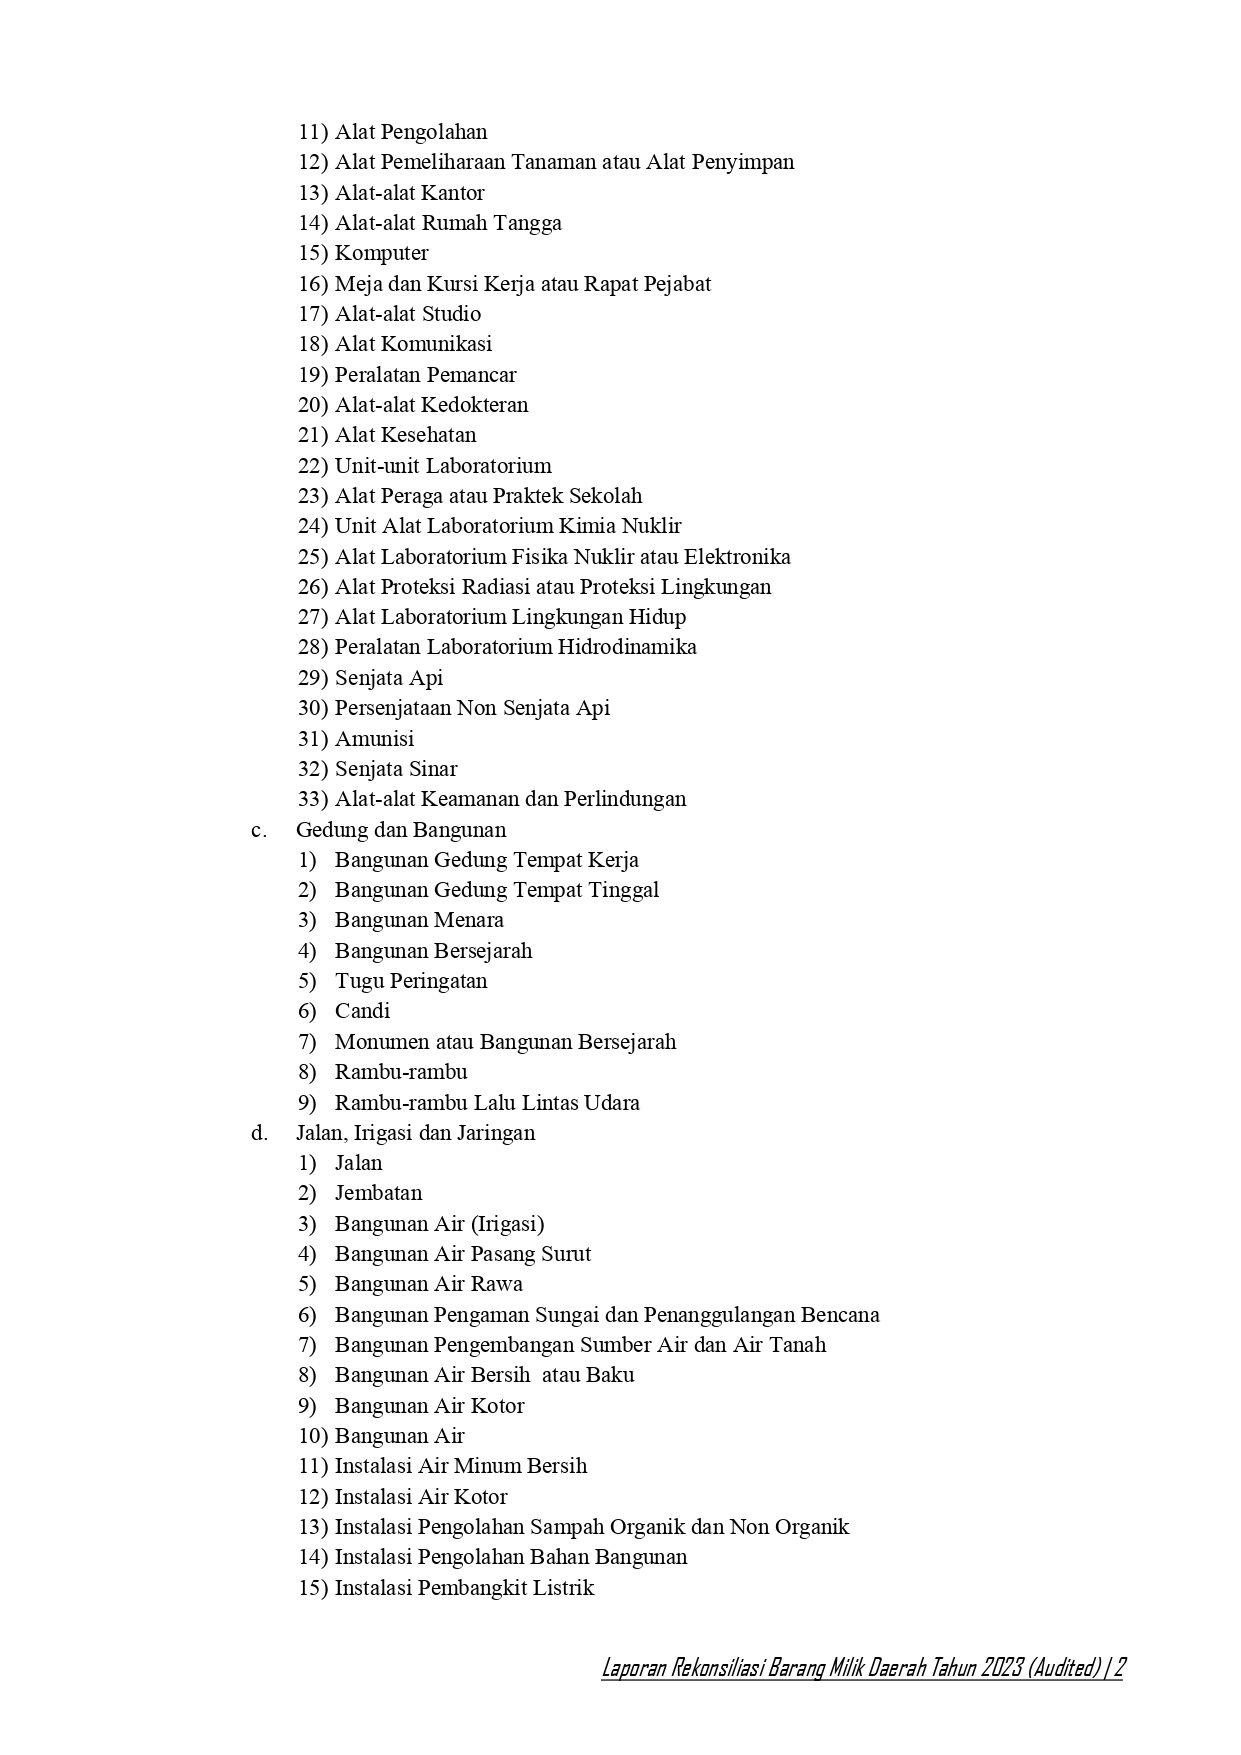 11) Alat Pengolahan
12) Alat Pemeliharaan Tanaman atau Alat Penyimpan
13) Alat-alat Kantor
14) Alat-alat Rumah Tangga
15) Komputer
16) Meja dan Kursi Kerja atau Rapat Pejabat
17) Alat-alat Studio
18) Alat Komunikasi
19) Peralatan Pemancar
20) Alat-alat Kedokteran
21) Alat Kesehatan
22) Unit-unit Laboratorium
23) Alat Peraga atau Praktek Sekolah
24) Unit Alat Laboratorium Kimia Nuklir
25) Alat Laboratorium Fisika Nuklir atau Elektronika
26) Alat Proteksi Radiasi atau Proteksi Lingkungan
27) Alat Laboratorium Lingkungan Hidup
28) Peralatan Laboratorium Hidrodinamika
29) Senjata Api
30) Persenjataan Non Senjata Api
31) Amunisi
32) Senjata Sinar
33) Alat-alat Keamanan dan Perlindungan
c. Gedung dan Bangunan
1) Bangunan Gedung Tempat Kerja
2) Bangunan Gedung Tempat Tinggal
3) Bangunan Menara
4) Bangunan Bersejarah
5) Tugu Peringatan
6) Candi
7) Monumen atau Bangunan Bersejarah
8) Rambu-rambu
9) Rambu-rambu Lalu Lintas Udara
d. Jalan, Irigasi dan Jaringan
1) Jalan
2) Jembatan
3) Bangunan Air (Irigasi)
4) Bangunan Air Pasang Surut
5) Bangunan Air Rawa
6) Bangunan Pengaman Sungai dan Penanggulangan Bencana
7) Bangunan Pengembangan Sumber Air dan Air Tanah
8) Bangunan Air Bersih  atau Baku
9) Bangunan Air Kotor
10) Bangunan Air
11) Instalasi Air Minum Bersih
12) Instalasi Air Kotor
13) Instalasi Pengolahan Sampah Organik dan Non Organik
14) Instalasi Pengolahan Bahan Bangunan
15) Instalasi Pembangkit Listrik
Laporan Rekonsiliasi Barang Milik Daerah Tahun 2023 (Audited) | 2